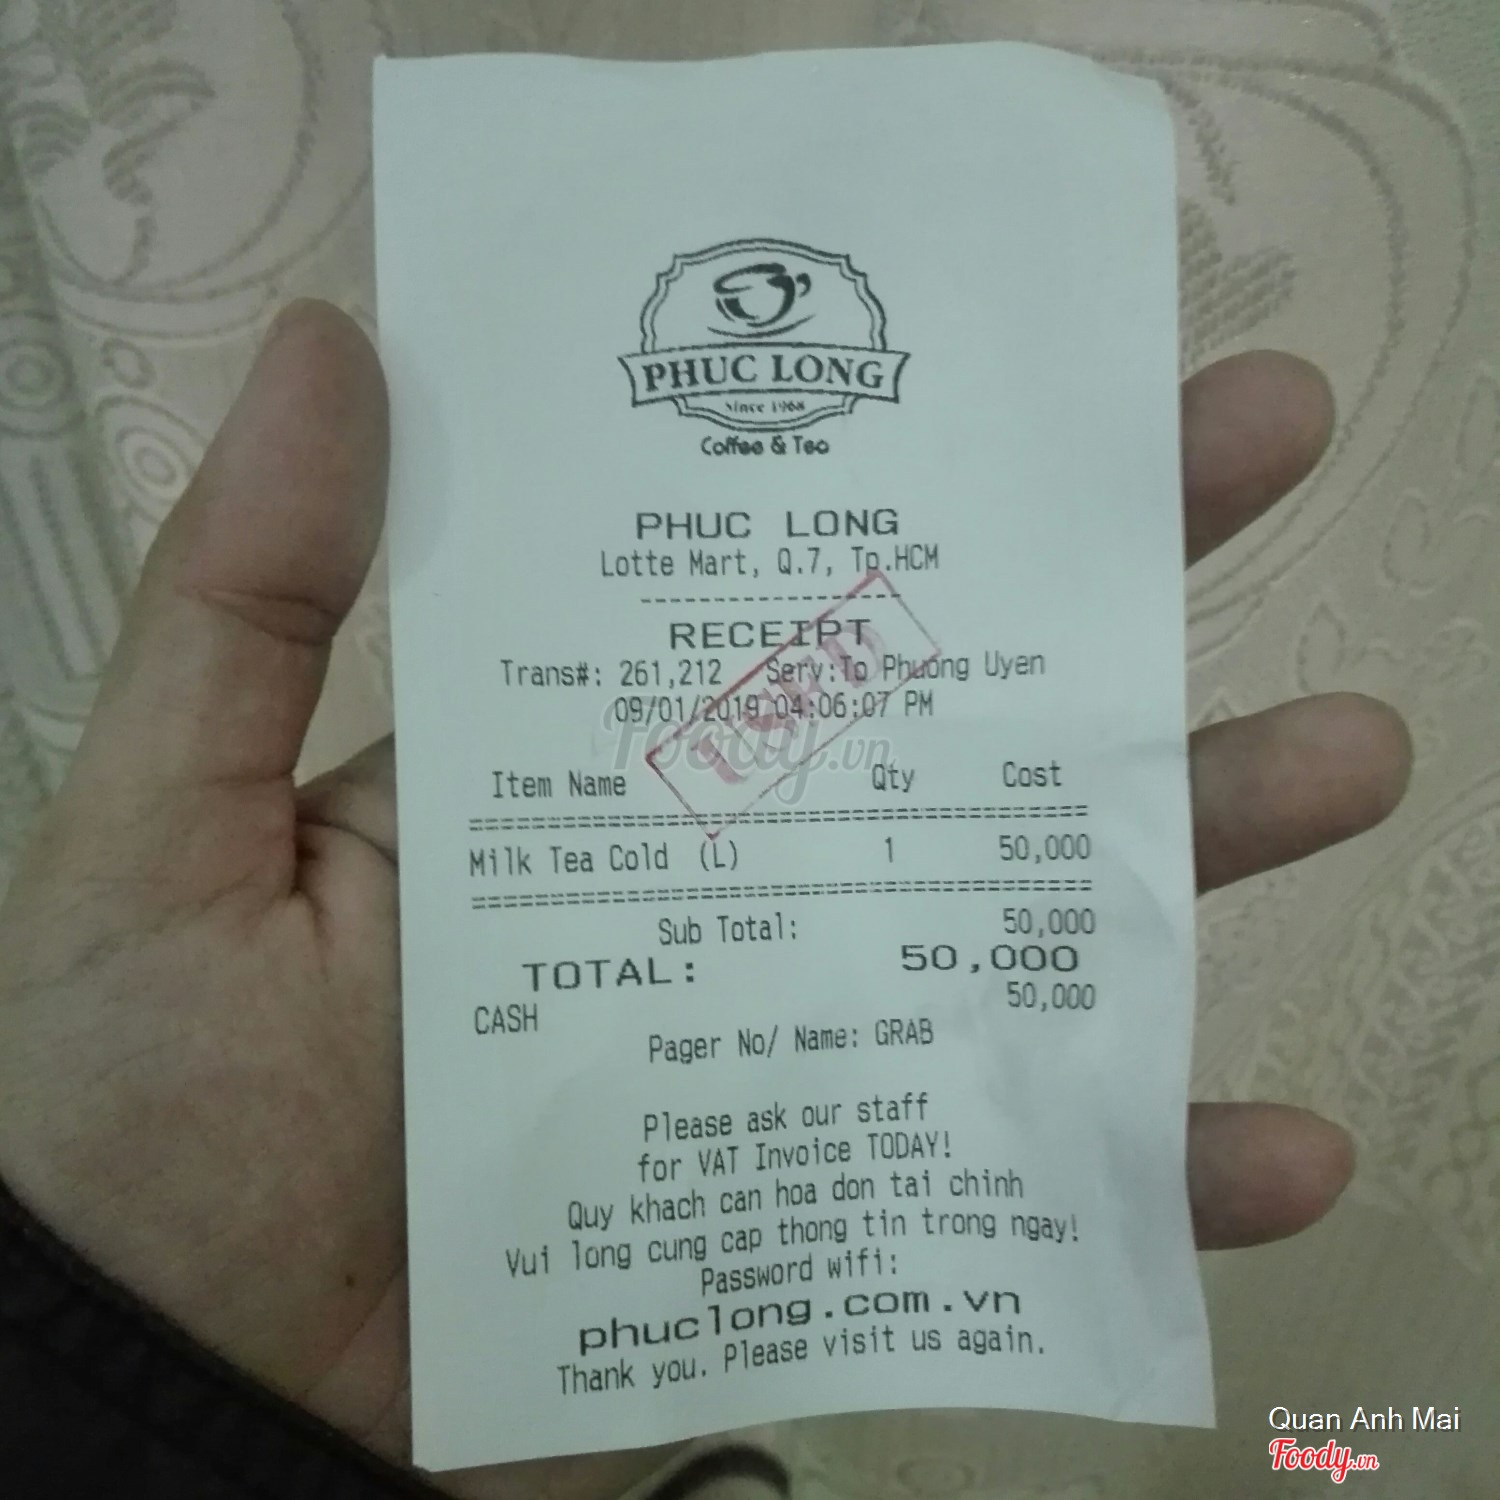 PHUC LONG
Since 1968
Coffee & Tea
PHUC LONG
Lotte Mart, Q.7, Tp.HCM
RECEIPT
Trans#: 261,212 Serv:To Phuong Uyen
09/01/2019 04:06:07 PM
USED
Foody.vn
Item Name Qty Cost
Milk Tea Cold (L) 1 50,000
Sub Total: 50,000
TOTAL: 50,000
CASH 50,000
Pager No/ Name: GRAB
Please ask our staff
for VAT Invoice TODAY!
Quy khach can hoa don tai chinh
Vui long cung cap thong tin trong ngay!
Password wifi:
phuclong.com.vn
Thank you. Please visit us again.
Quan Anh Mai
Foody.vn